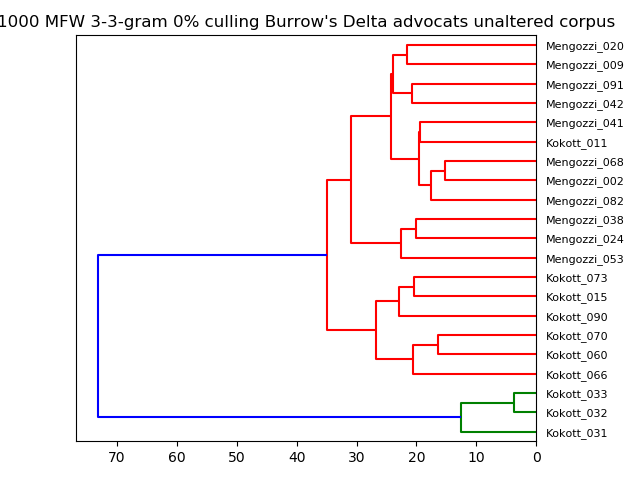 1000 MFW 3-3-gram 0% culling Burrow's Delta advocats unaltered corpus
Mengozzi_020
Mengozzi_009
Mengozzi_091
Mengozzi_042
Mengozzi_041
Kokott_011
Mengozzi_068
Mengozzi_002
Mengozzi_082
Mengozzi_038
Mengozzi_024
Mengozzi_053
Kokott_073
Kokott_015
Kokott_090
Kokott_070
Kokott_060
Kokott_066
Kokott_033
Kokott_032
Kokott_031
70 60 50 40 30 20 10 0